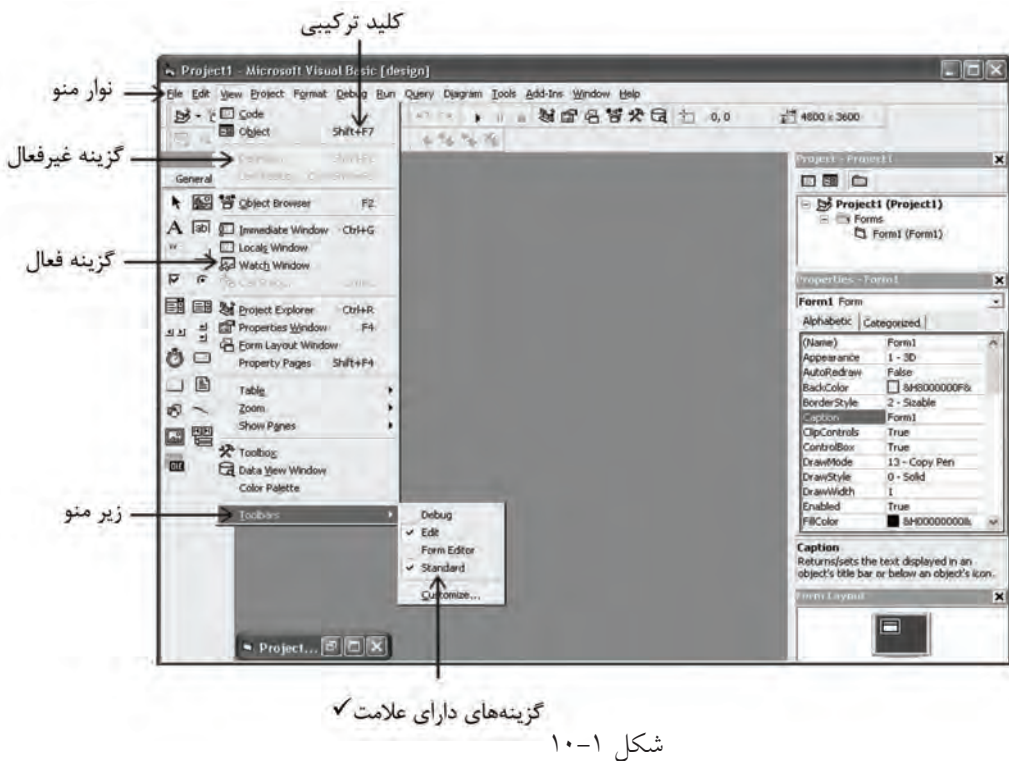 کلید ترکیبی
Project1 - Microsoft Visual Basic [design]
نوار منو
File Edit View Project Format Debug Run Query Diagram Tools Add-Ins Window Help
Code
0, 0
4800 x 3600
Object Shift+F7
گزینه غیرفعال
Project - Project1
General
Object Browser F2
Project1 (Project1)
Forms
Form1 (Form1)
Immediate Window Ctrl+G
Locals Window
گزینه فعال
Watch Window
Properties - Form1
Form1 Form
Alphabetic Categorized
Project Explorer Ctrl+R
Properties Window F4
Form Layout Window
Property Pages Shift+F4
(Name) Form1
Appearance 1 - 3D
AutoRedraw False
BackColor &H8000000F&
BorderStyle 2 - Sizable
Caption Form1
ClipControls True
ControlBox True
DrawMode 13 - Copy Pen
DrawStyle 0 - Solid
DrawWidth 1
Enabled True
FillColor &H00000000&
Table
Zoom
Show Panes
Toolbox
Data View Window
Color Palette
زیر منو
Toolbars
Debug
✓ Edit
Form Editor
✓ Standard
Customize...
Caption
Returns/sets the text displayed in an
object's title bar or below an object's icon.
Form Layout
Project...
OLE
گزینه‌های دارای علامت ✓
شکل ۱-۱۰